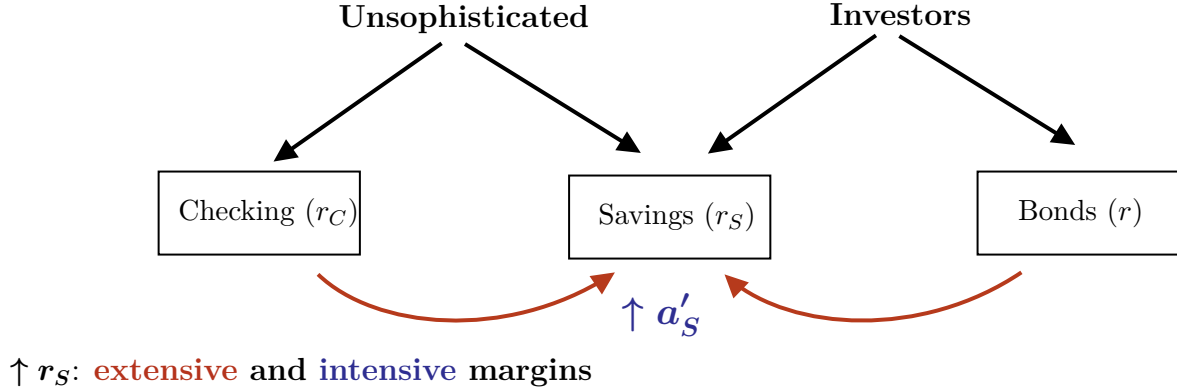 Unsophisticated Investors
Checking (r_C) Savings (r_S) Bonds (r)
↑ a′_S
↑ r_S: extensive and intensive margins